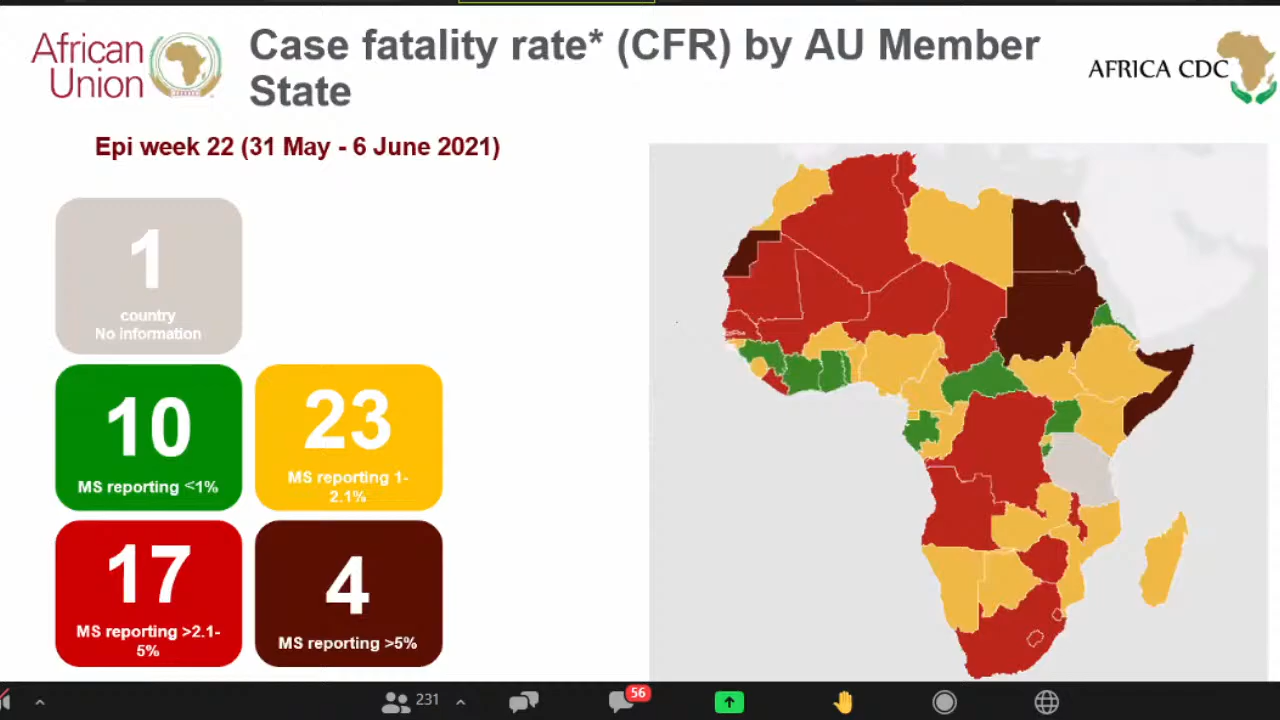 African
Union
Case fatality rate* (CFR) by AU Member
State
AFRICA CDC
Epi week 22 (31 May - 6 June 2021)
1
country
No information
10
MS reporting <1%
23
MS reporting 1-
2.1%
17
MS reporting >2.1-
5%
4
MS reporting >5%
231
56